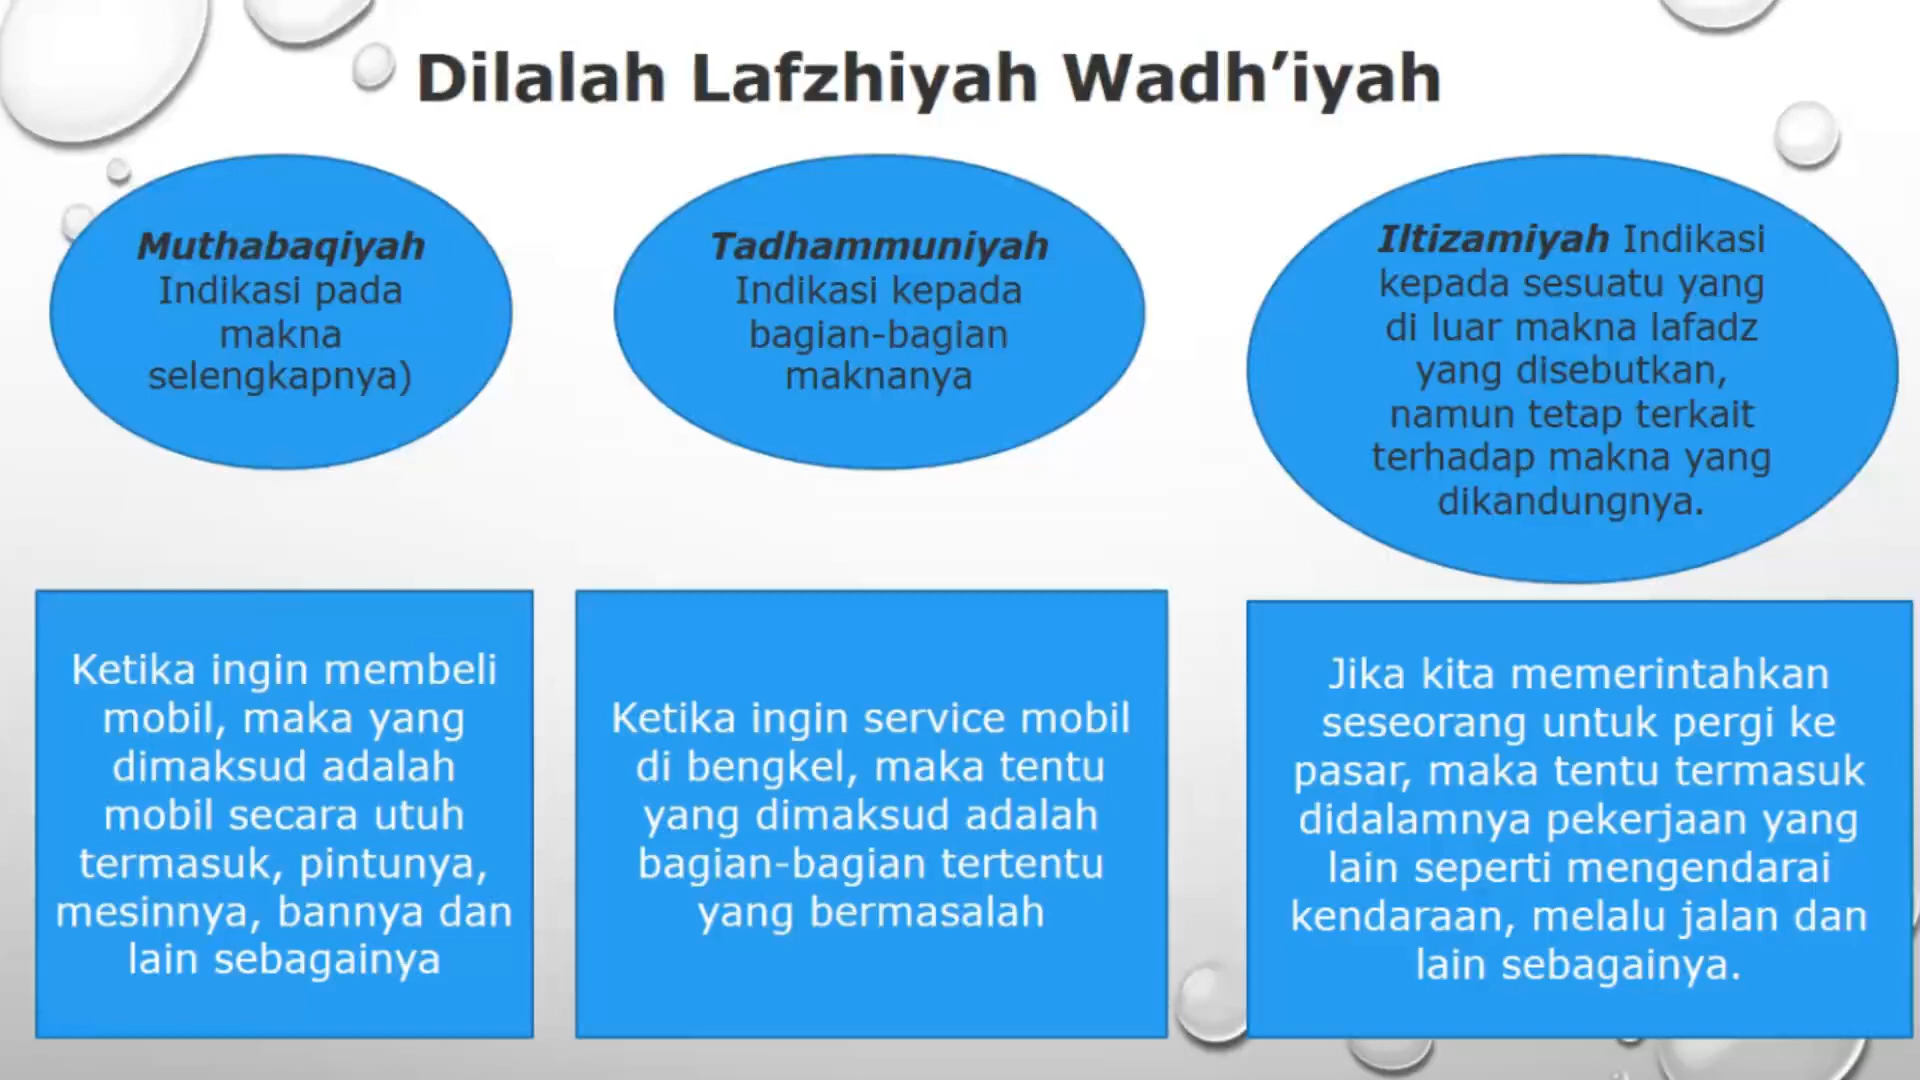 Dilalah Lafzhiyah Wadh’iyah
Muthabaqiyah
Indikasi pada
makna
selengkapnya)
Tadhammuniyah
Indikasi kepada
bagian-bagian
maknanya
Iltizamiyah Indikasi
kepada sesuatu yang
di luar makna lafadz
yang disebutkan,
namun tetap terkait
terhadap makna yang
dikandungnya.
Ketika ingin membeli
mobil, maka yang
dimaksud adalah
mobil secara utuh
termasuk, pintunya,
mesinnya, bannya dan
lain sebagainya
Ketika ingin service mobil
di bengkel, maka tentu
yang dimaksud adalah
bagian-bagian tertentu
yang bermasalah
Jika kita memerintahkan
seseorang untuk pergi ke
pasar, maka tentu termasuk
didalamnya pekerjaan yang
lain seperti mengendarai
kendaraan, melalu jalan dan
lain sebagainya.